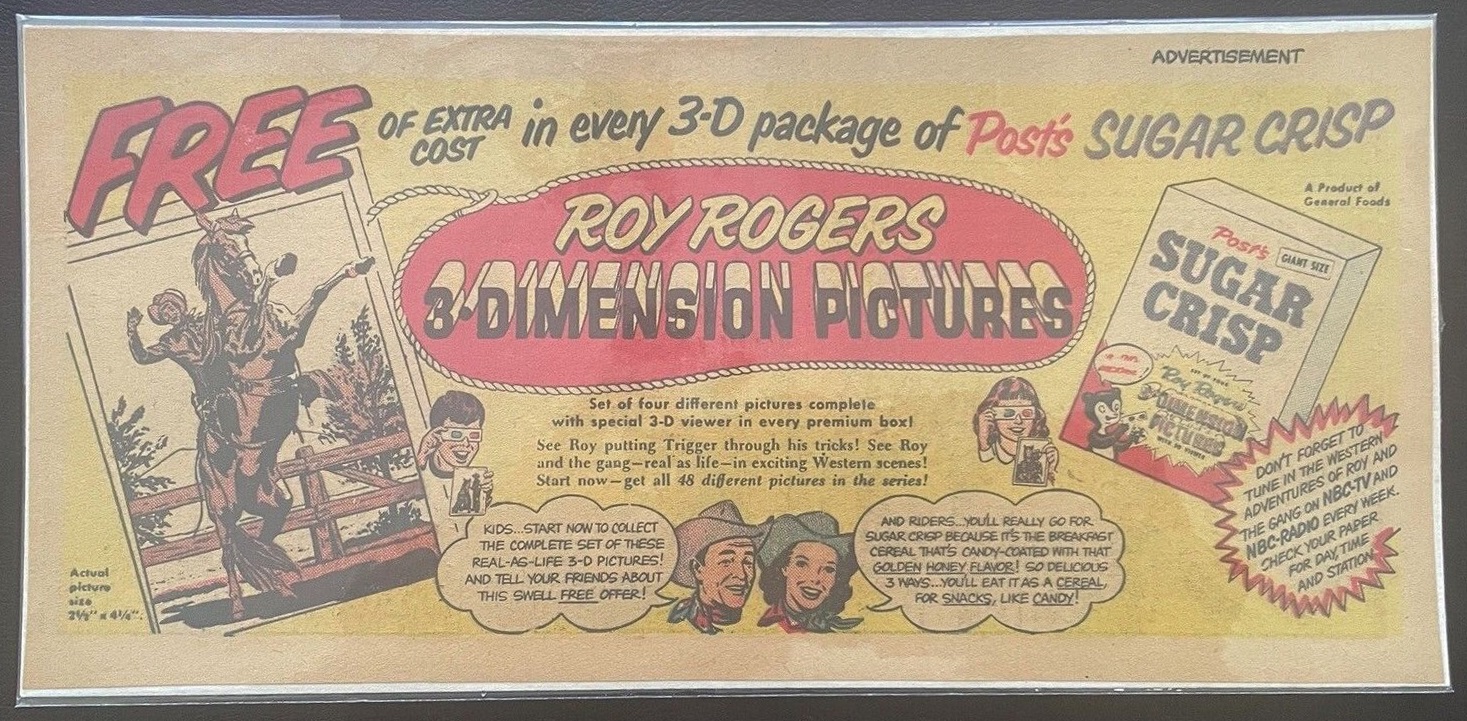 ADVERTISEMENT
FREE OF EXTRA COST in every 3-D package of Post's SUGAR CRISP
A Product of
General Foods
ROY ROGERS
3-DIMENSION PICTURES
Set of four different pictures complete
with special 3-D viewer in every premium box!
See Roy putting Trigger through his tricks! See Roy
and the gang—real as life—in exciting Western scenes!
Start now—get all 48 different pictures in the series!
Actual
picture
size
2½" x 4¼".
KIDS...START NOW TO COLLECT
THE COMPLETE SET OF THESE
REAL-AS-LIFE 3-D PICTURES!
AND TELL YOUR FRIENDS ABOUT
THIS SWELL FREE OFFER!
AND RIDERS...YOU'LL REALLY GO FOR
SUGAR CRISP BECAUSE IT'S THE BREAKFAST
CEREAL THAT'S CANDY-COATED WITH THAT
GOLDEN HONEY FLAVOR! SO DELICIOUS
3 WAYS...YOU'LL EAT IT AS A CEREAL,
FOR SNACKS, LIKE CANDY!
Post's
GIANT SIZE
SUGAR
CRISP
Roy Rogers
3-DIMENSION
PICTURES
DON'T FORGET TO
TUNE IN THE WESTERN
ADVENTURES OF ROY AND
THE GANG ON NBC-TV AND
NBC-RADIO EVERY WEEK.
CHECK YOUR PAPER
FOR DAY, TIME
AND STATION